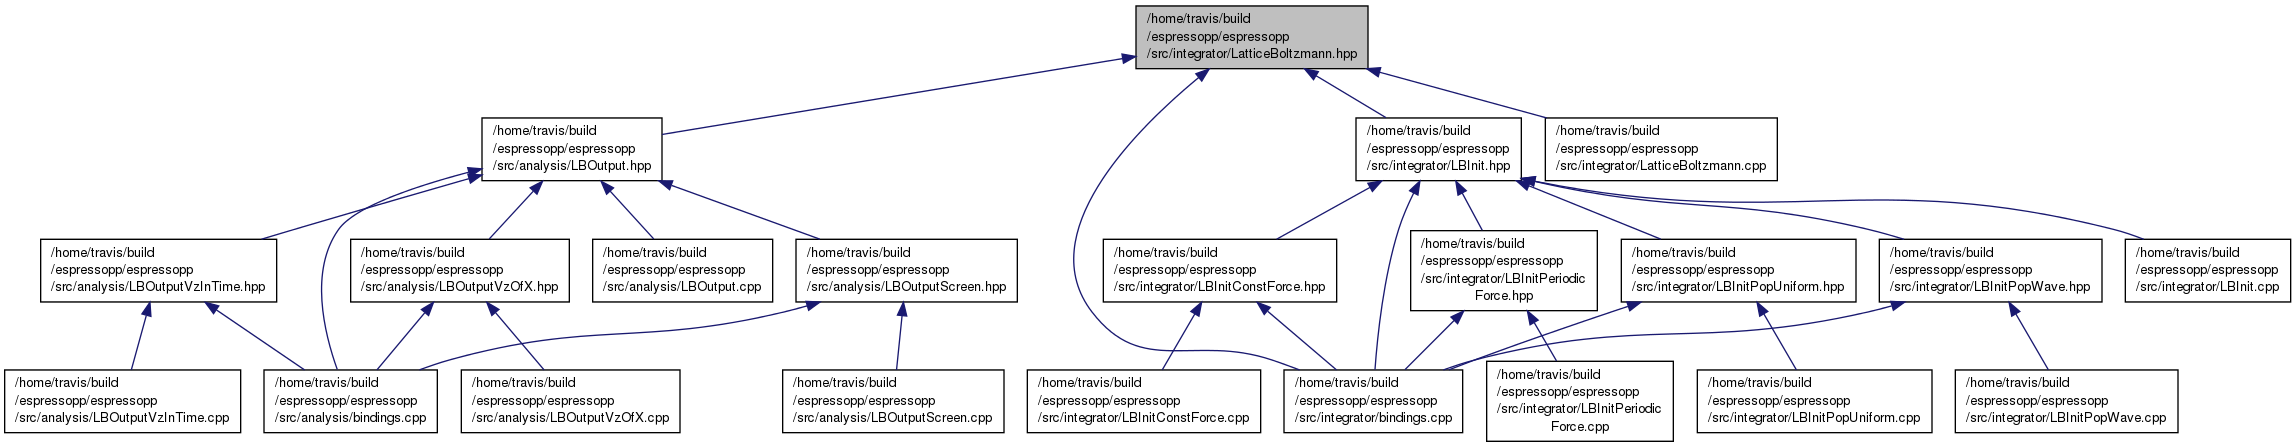 /home/travis/build
/espressopp/espressopp
/src/integrator/LatticeBoltzmann.hpp
/home/travis/build
/espressopp/espressopp
/src/analysis/LBOutput.hpp
/home/travis/build
/espressopp/espressopp
/src/integrator/LBInit.hpp
/home/travis/build
/espressopp/espressopp
/src/integrator/LatticeBoltzmann.cpp
/home/travis/build
/espressopp/espressopp
/src/analysis/LBOutputVzInTime.hpp
/home/travis/build
/espressopp/espressopp
/src/analysis/LBOutputVzOfX.hpp
/home/travis/build
/espressopp/espressopp
/src/analysis/LBOutput.cpp
/home/travis/build
/espressopp/espressopp
/src/analysis/LBOutputScreen.hpp
/home/travis/build
/espressopp/espressopp
/src/integrator/LBInitConstForce.hpp
/home/travis/build
/espressopp/espressopp
/src/integrator/LBInitPeriodic
Force.hpp
/home/travis/build
/espressopp/espressopp
/src/integrator/LBInitPopUniform.hpp
/home/travis/build
/espressopp/espressopp
/src/integrator/LBInitPopWave.hpp
/home/travis/build
/espressopp/espressopp
/src/integrator/LBInit.cpp
/home/travis/build
/espressopp/espressopp
/src/analysis/LBOutputVzInTime.cpp
/home/travis/build
/espressopp/espressopp
/src/analysis/bindings.cpp
/home/travis/build
/espressopp/espressopp
/src/analysis/LBOutputVzOfX.cpp
/home/travis/build
/espressopp/espressopp
/src/analysis/LBOutputScreen.cpp
/home/travis/build
/espressopp/espressopp
/src/integrator/LBInitConstForce.cpp
/home/travis/build
/espressopp/espressopp
/src/integrator/bindings.cpp
/home/travis/build
/espressopp/espressopp
/src/integrator/LBInitPeriodic
Force.cpp
/home/travis/build
/espressopp/espressopp
/src/integrator/LBInitPopUniform.cpp
/home/travis/build
/espressopp/espressopp
/src/integrator/LBInitPopWave.cpp